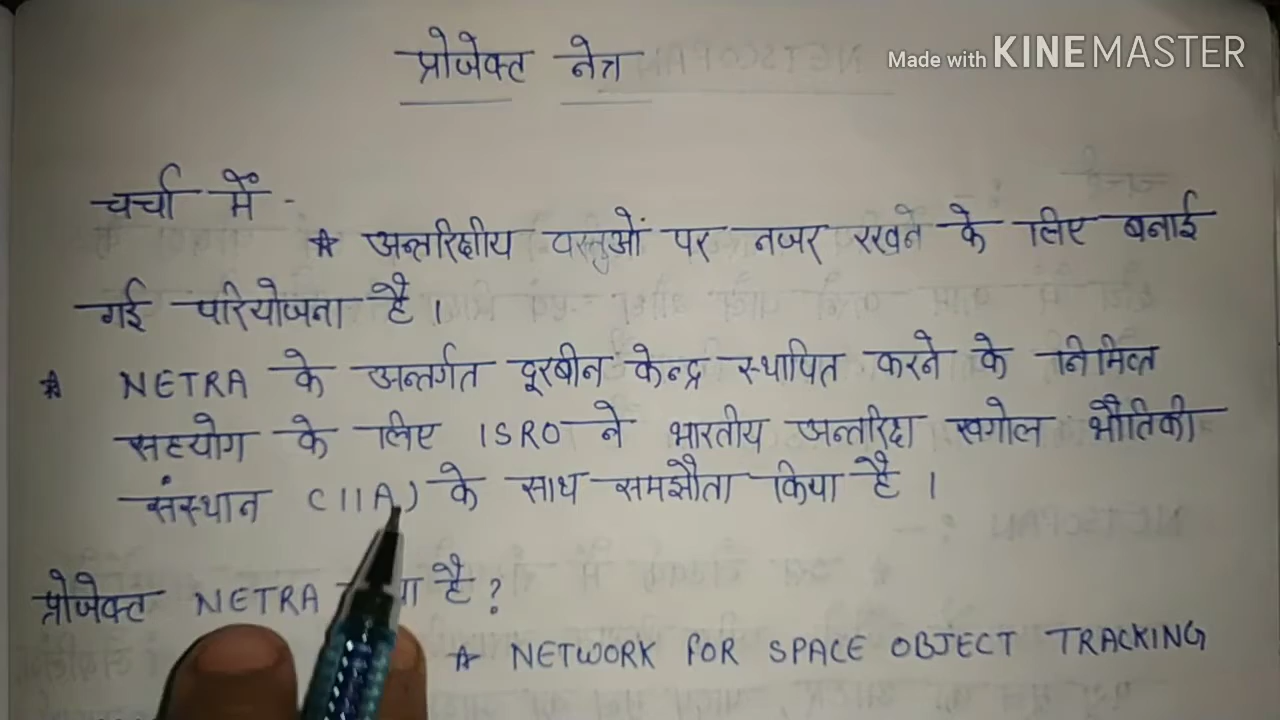 प्रोजेक्ट नेत्र
Made with KINEMASTER
चर्चा में -
☆ अन्तरिक्षीय वस्तुओं पर नजर रखने के लिए बनाई
गई परियोजना है ।
☆ NETRA के अन्तर्गत दूरबीन केन्द्र स्थापित करने के निमित्त
सहयोग के लिए ISRO ने भारतीय अन्तरिक्ष खगोल भौतिकी
संस्थान (IIA) के साथ समझौता किया है ।
प्रोजेक्ट NETRA है ?
☆ NETWORK FOR SPACE OBJECT TRACKING